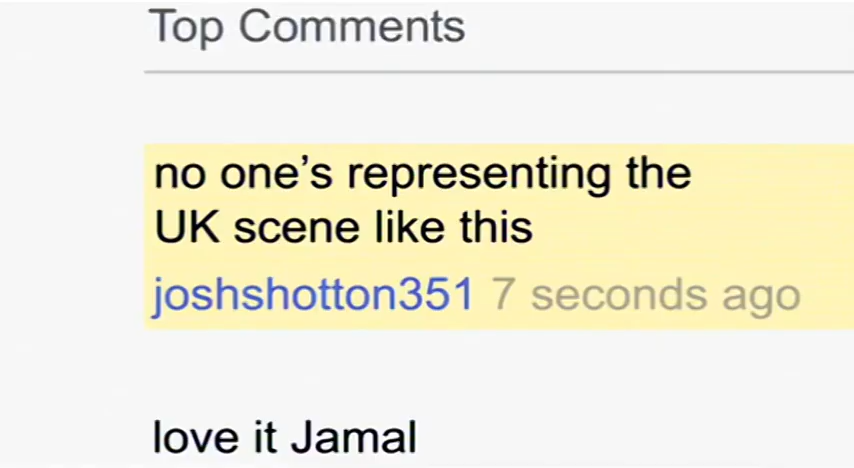 Top Comments
no one’s representing the
UK scene like this
joshshotton351 7 seconds ago
love it Jamal